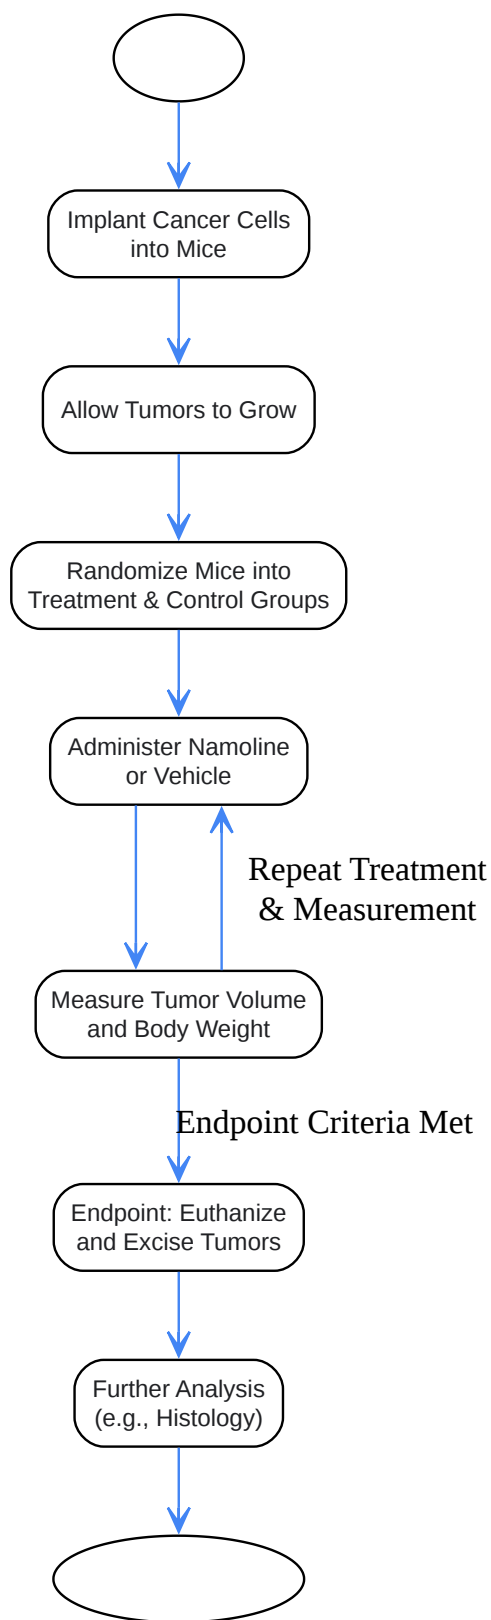 Implant Cancer Cells
into Mice
Allow Tumors to Grow
Randomize Mice into
Treatment & Control Groups
Administer Namoline
or Vehicle
Repeat Treatment
& Measurement
Measure Tumor Volume
and Body Weight
Endpoint Criteria Met
Endpoint: Euthanize
and Excise Tumors
Further Analysis
(e.g., Histology)